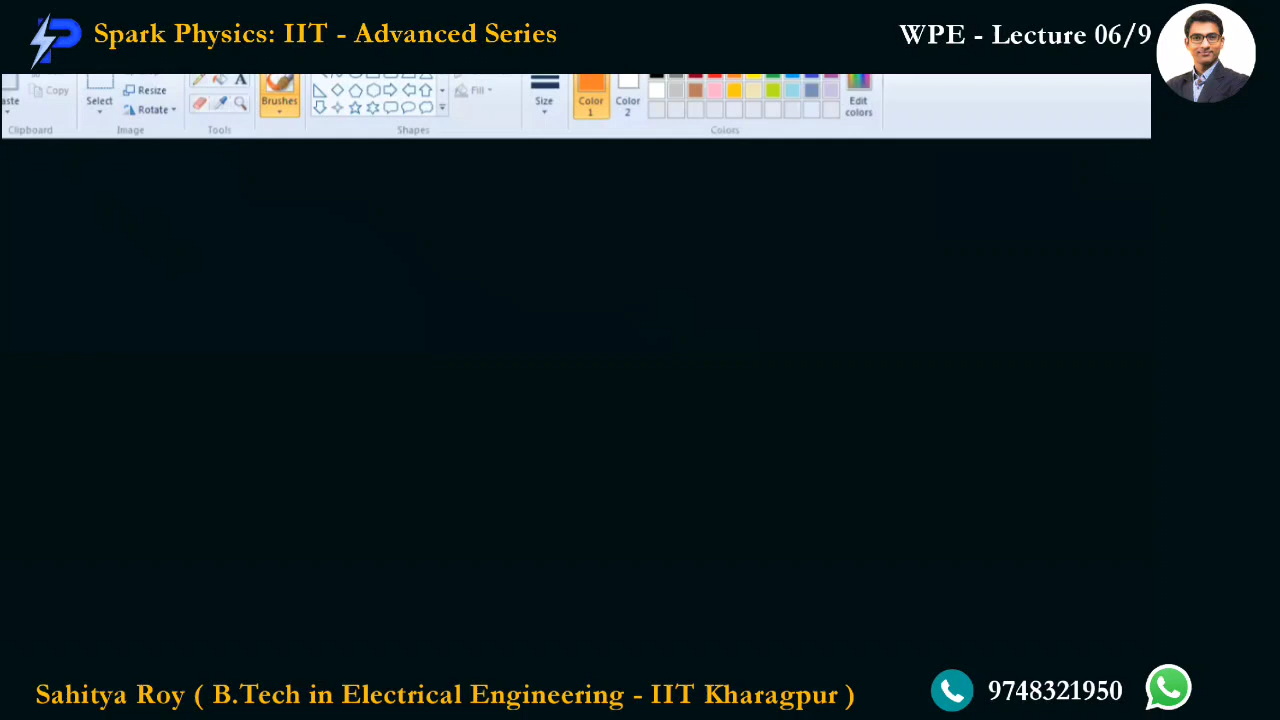 Spark Physics: IIT - Advanced Series
WPE - Lecture 06/9
Copy
Select
Resize
Rotate
A
Brushes
Fill
Size
Color 1
Color 2
Edit colors
Clipboard
Image
Tools
Shapes
Colors
Sahitya Roy ( B.Tech in Electrical Engineering - IIT Kharagpur )
9748321950